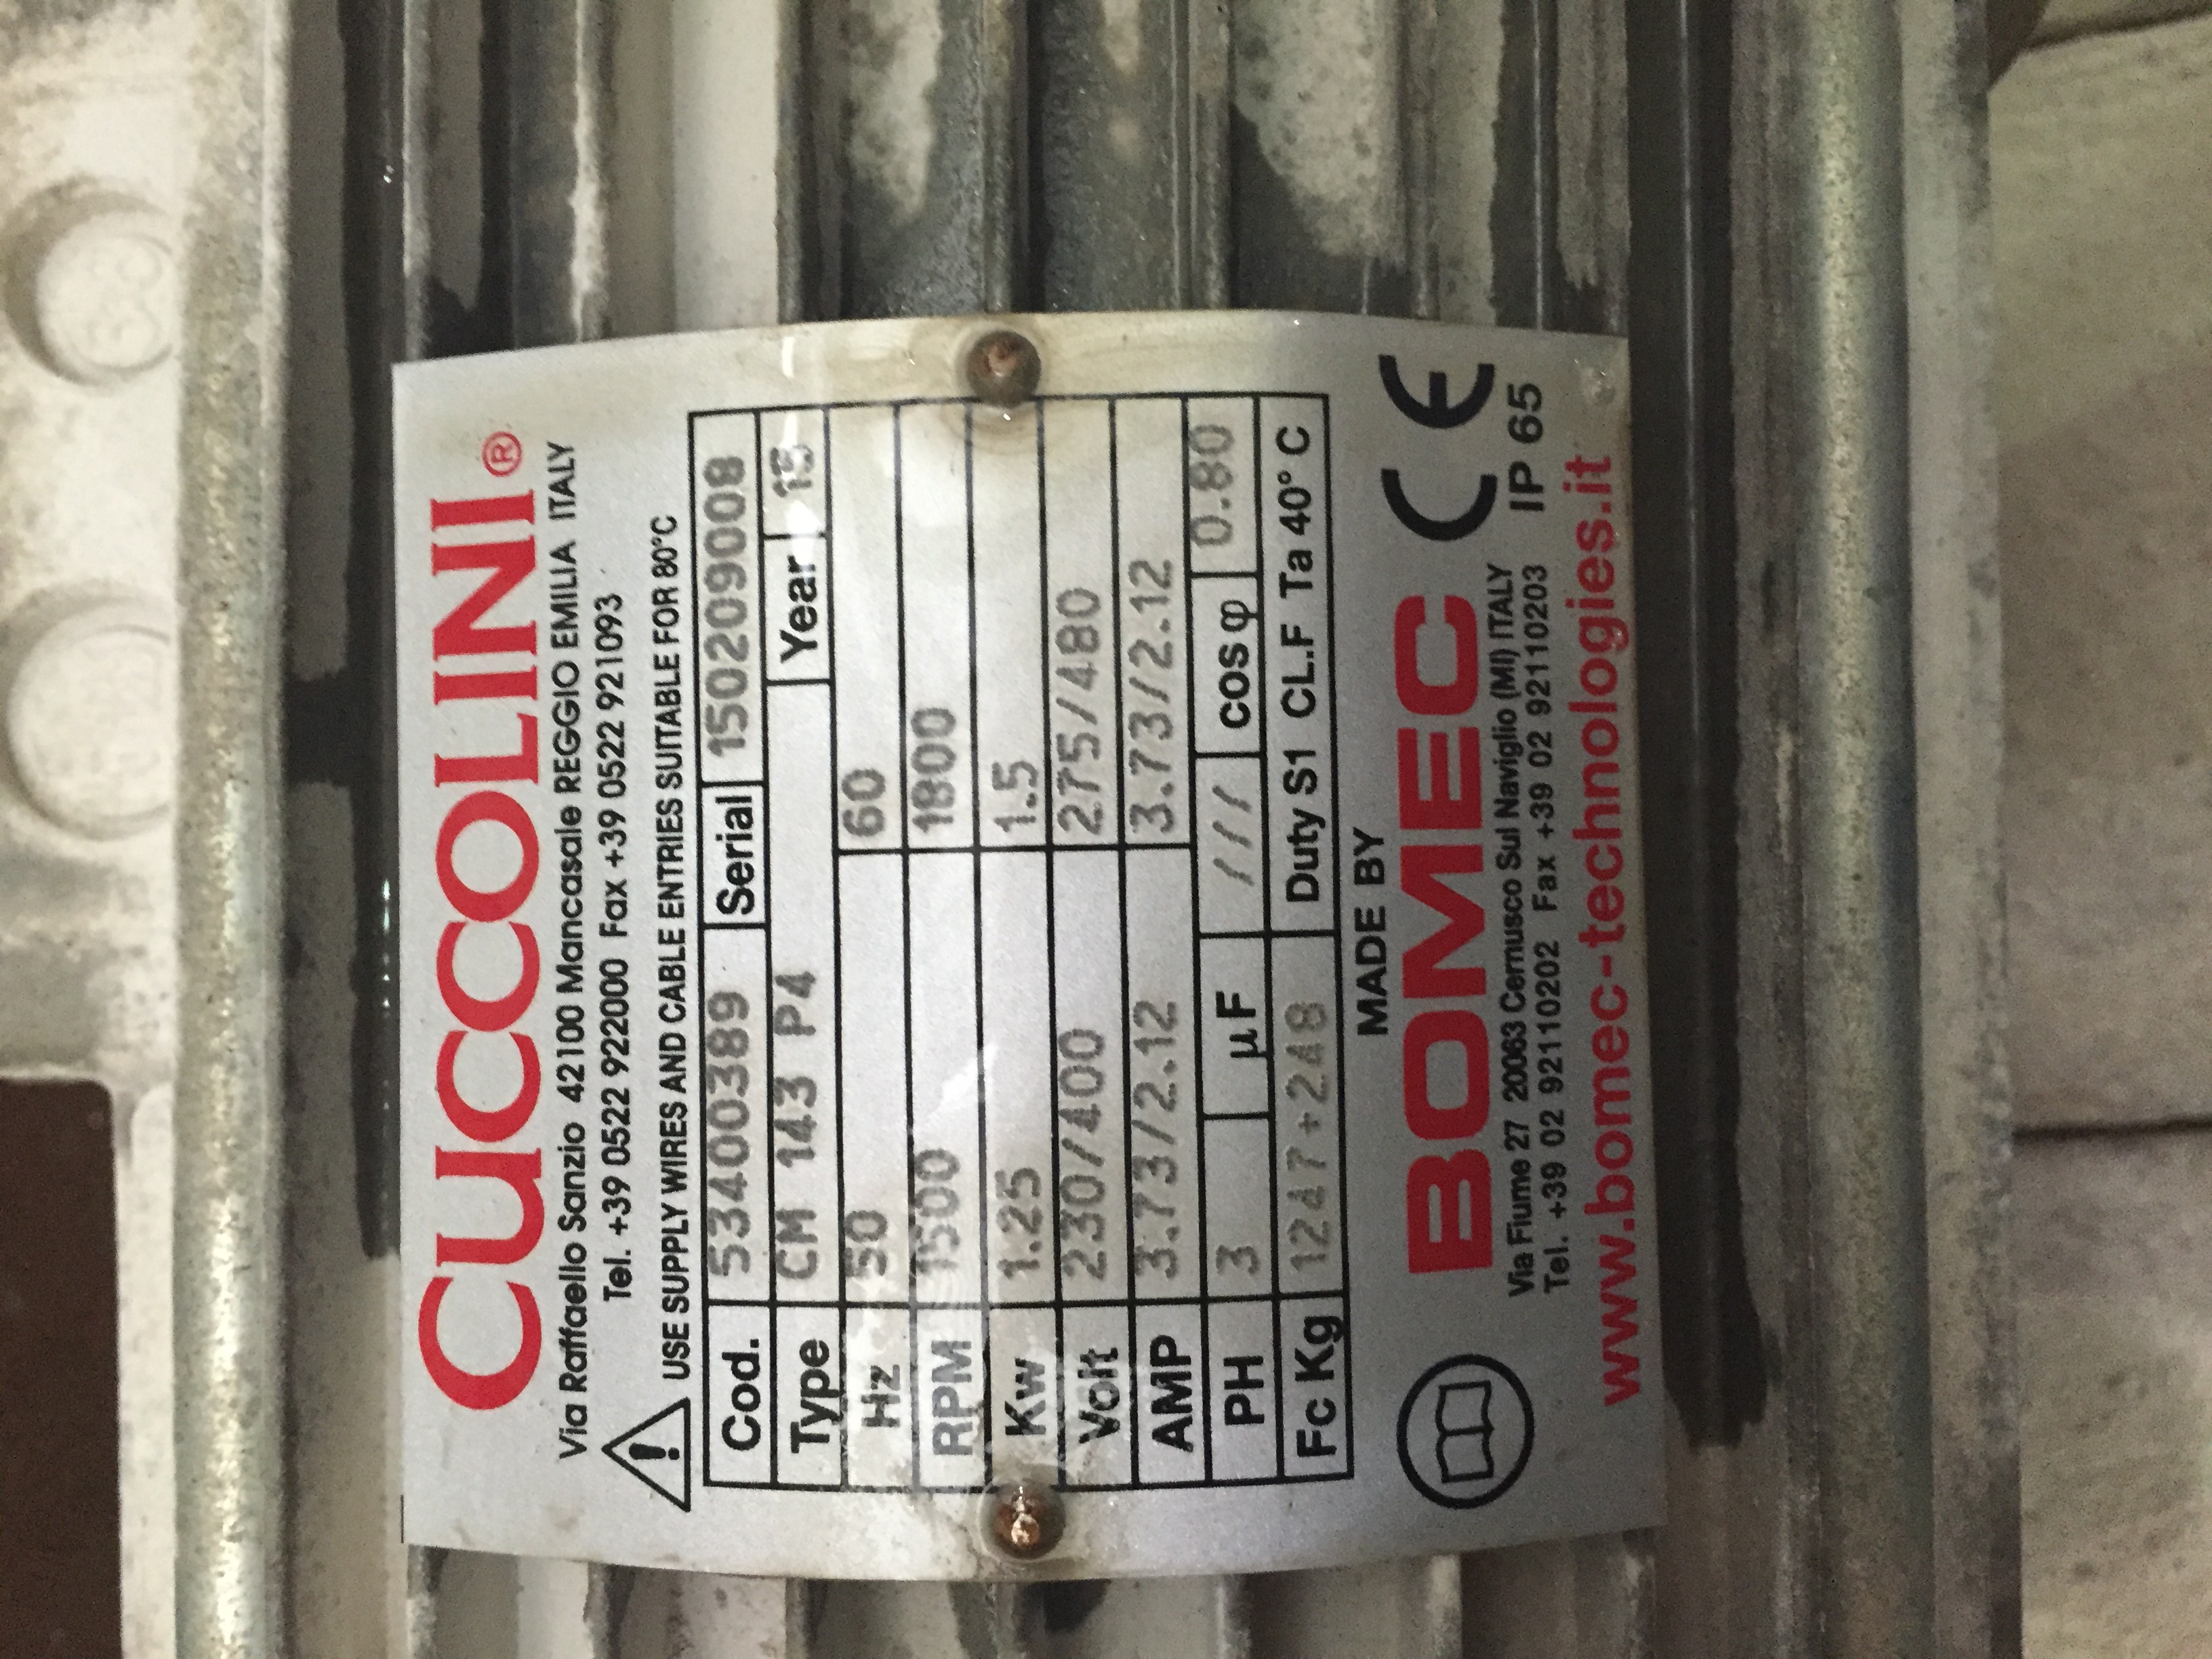 CUCCOLINI®
Via Raffaello Sanzio 42100 Mancasale REGGIO EMILIA ITALY
Tel. +39 0522 922000 Fax +39 0522 921093
USE SUPPLY WIRES AND CABLE ENTRIES SUITABLE FOR 80°C
Cod. 533400389 Serial 150209008
Type CM 143 P4 Year 15
Hz 50 60
RPM 1500 1800
Kw 1.25 1.5
Volt 230/400 275/480
AMP 3.73/2.12 3.73/2.12
PH 3 µF /// cos φ 0.80
Fc Kg 1247+248 Duty S1 CL.F Ta 40° C
MADE BY
BOMEC CE
Via Fiume 27 20063 Cernusco Sul Naviglio (MI) ITALY
Tel. +39 02 92110202 Fax +39 02 92110203 IP 65
www.bomec-technologies.it